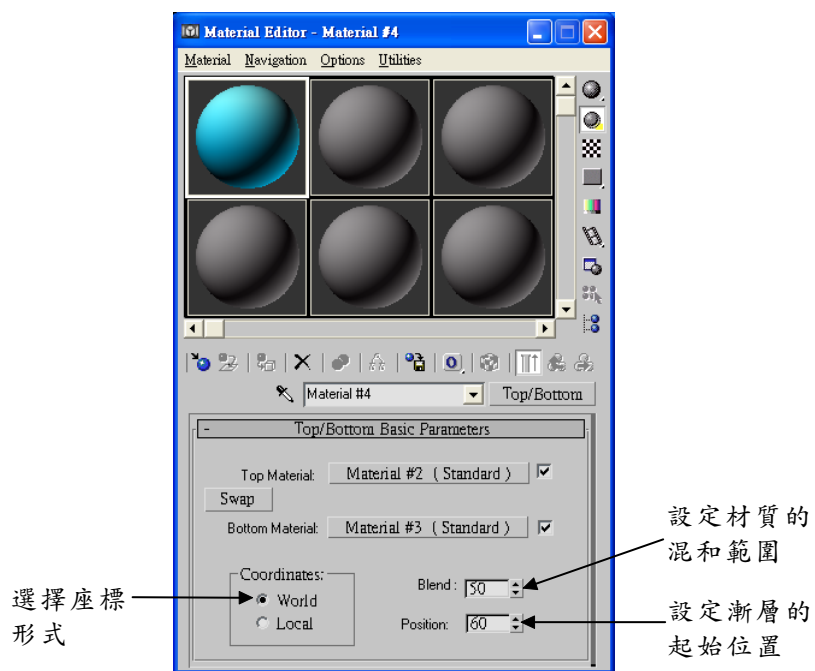 Material Editor - Material #4
Material Navigation Options Utilities
Material #4 Top/Bottom
- Top/Bottom Basic Parameters
Top Material: Material #2 ( Standard )
Swap
Bottom Material: Material #3 ( Standard )
設定材質的
混和範圍
Coordinates:
World
Local
Blend : 50
Position: 60
選擇座標
形式
設定漸層的
起始位置